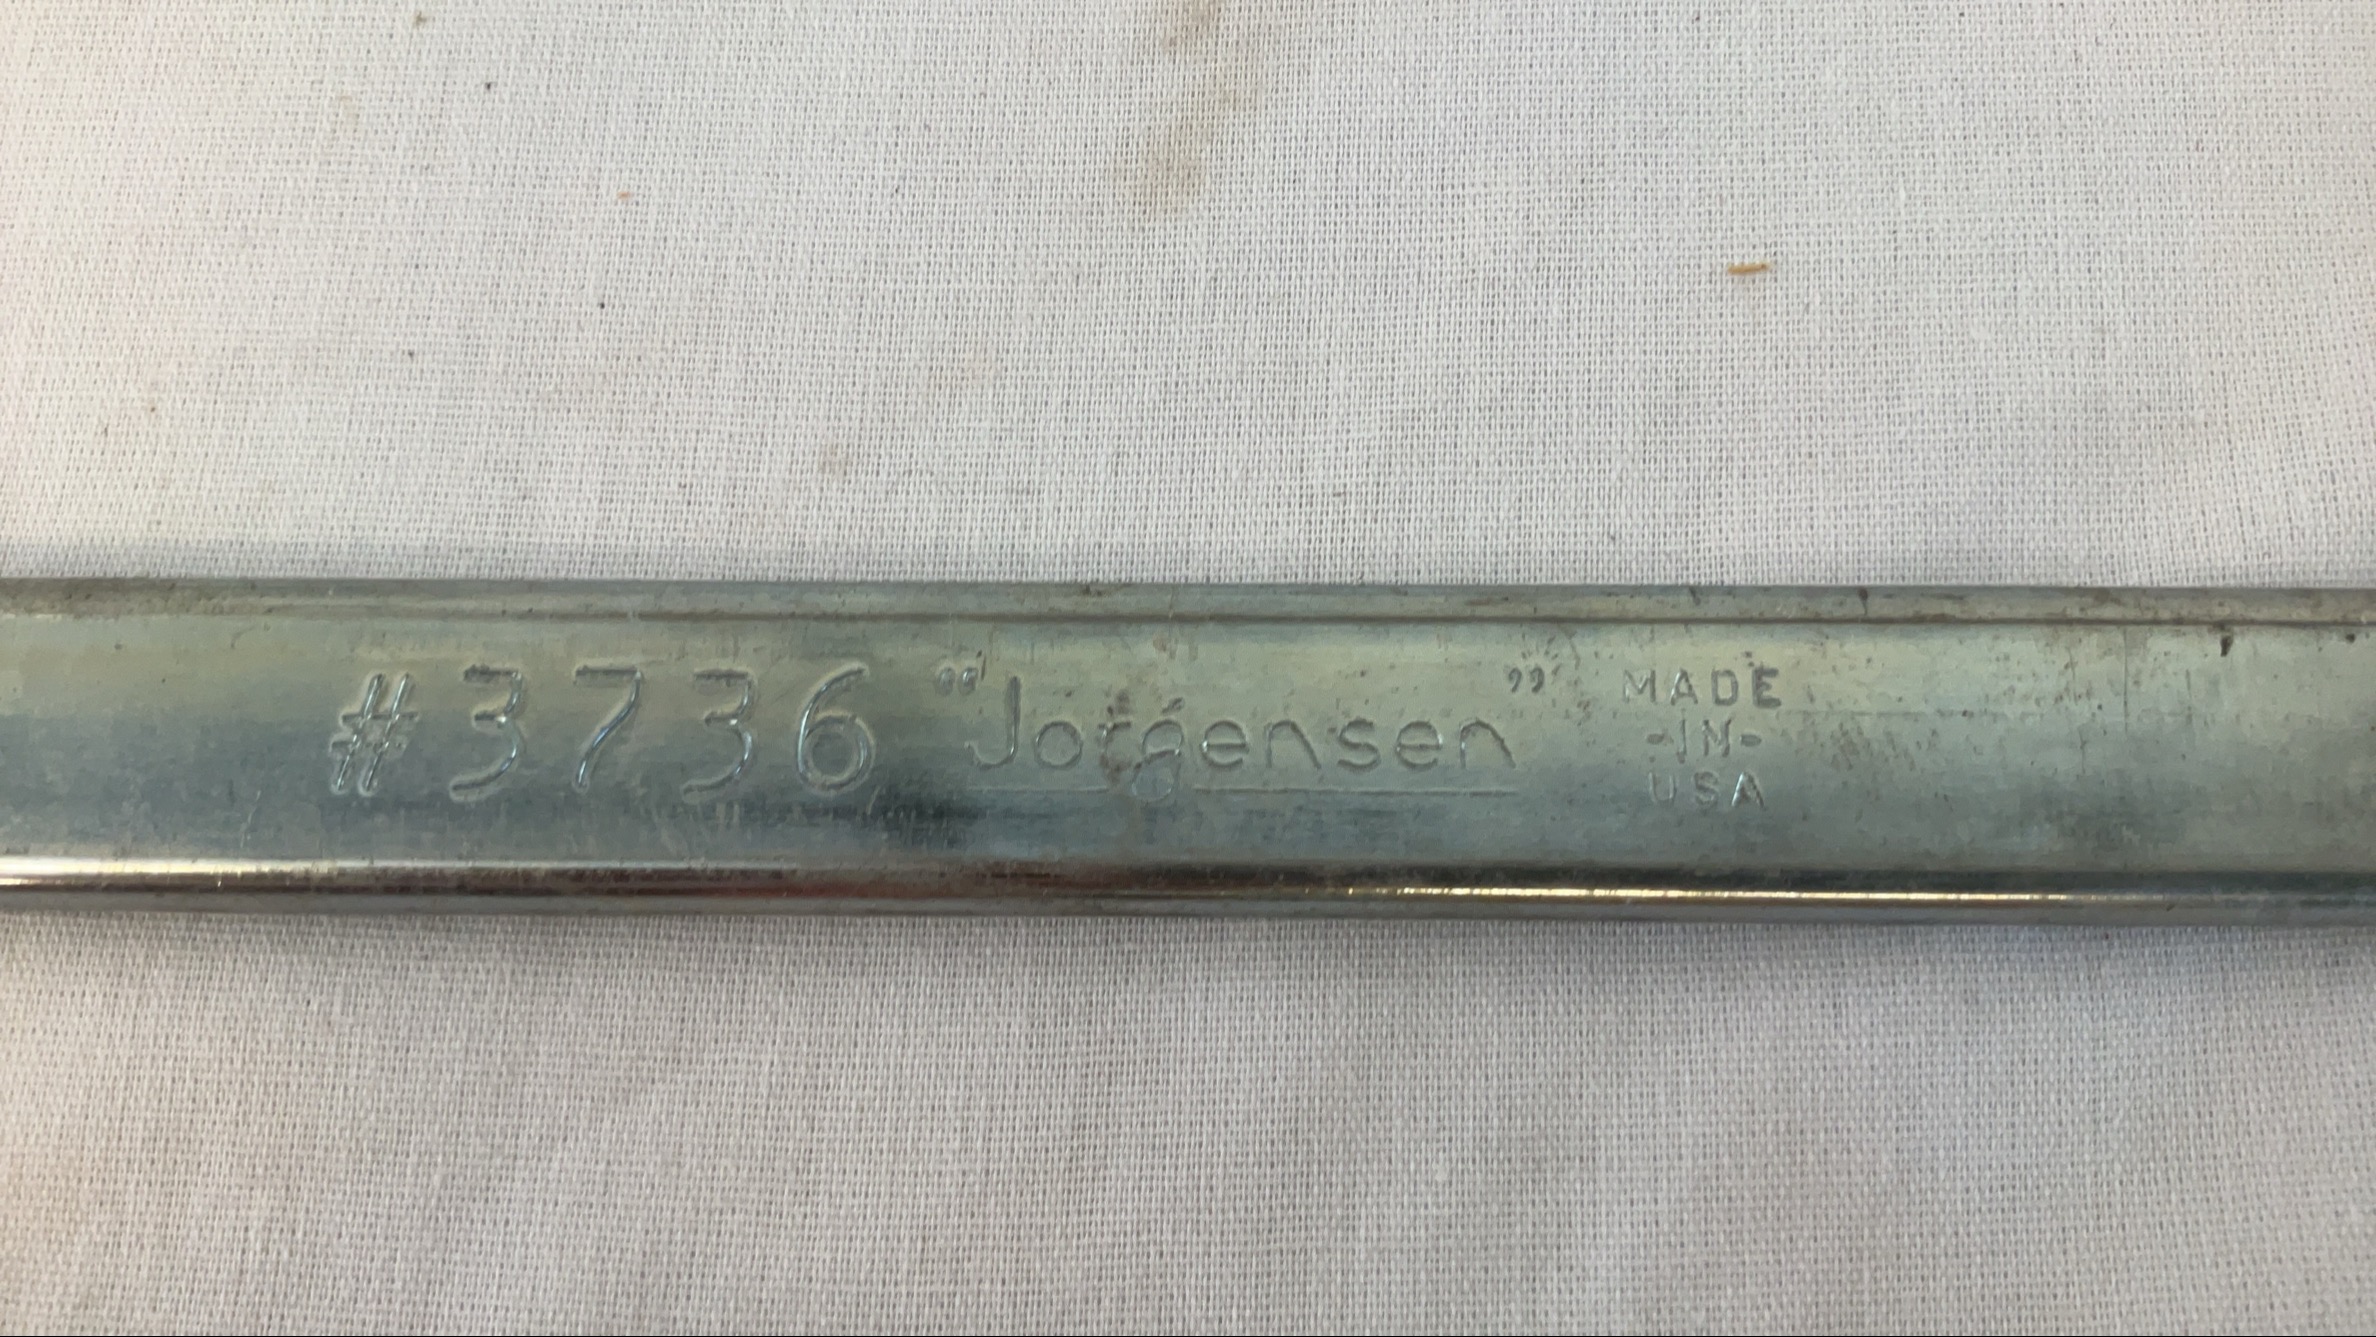 #3736 “Jorgensen” MADE
-IN-
USA